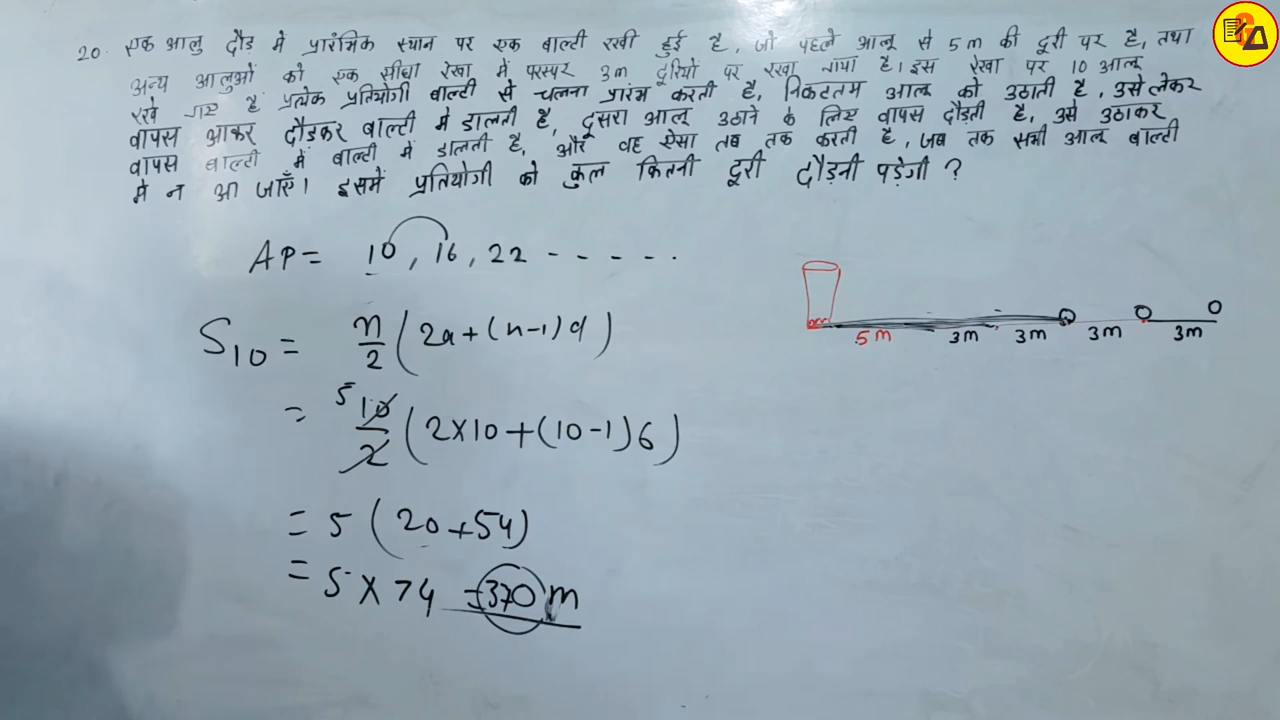 20. एक आलु दौड़ में प्रारंभिक स्थान पर एक बाल्टी रखी हुई है, जो पहले आलू से 5m की दूरी पर है, तथा
अन्य आलुओं को एक सीधी रेखा में परस्पर 3m दूरियों पर रखा गया है। इस रेखा पर 10 आलू
रखे गए हैं प्रत्येक प्रतियोगी बाल्टी से चलना प्रारंभ करती है, निकटतम आलू को उठाती है, उसे लेकर
वापस आकर दौड़कर बाल्टी में डालती है, दूसरा आलू उठाने के लिए वापस दौड़ती है, उसे उठाकर
वापस बाल्टी में बाल्टी में डालती है, और वह ऐसा तब तक करती है, जब तक सभी आलू बाल्टी
में न आ जाएँ। इसमें प्रतियोगी को कुल कितनी दूरी दौड़नी पड़ेगी ?
AP = 10, 16, 22 - - - - - .
S10 = n/2 (2a+(n-1)d)
= 5 10/2 (2×10+(10-1)6)
= 5 (20+54)
= 5 × 74 = 370 m
5m 3m 3m 3m 3m